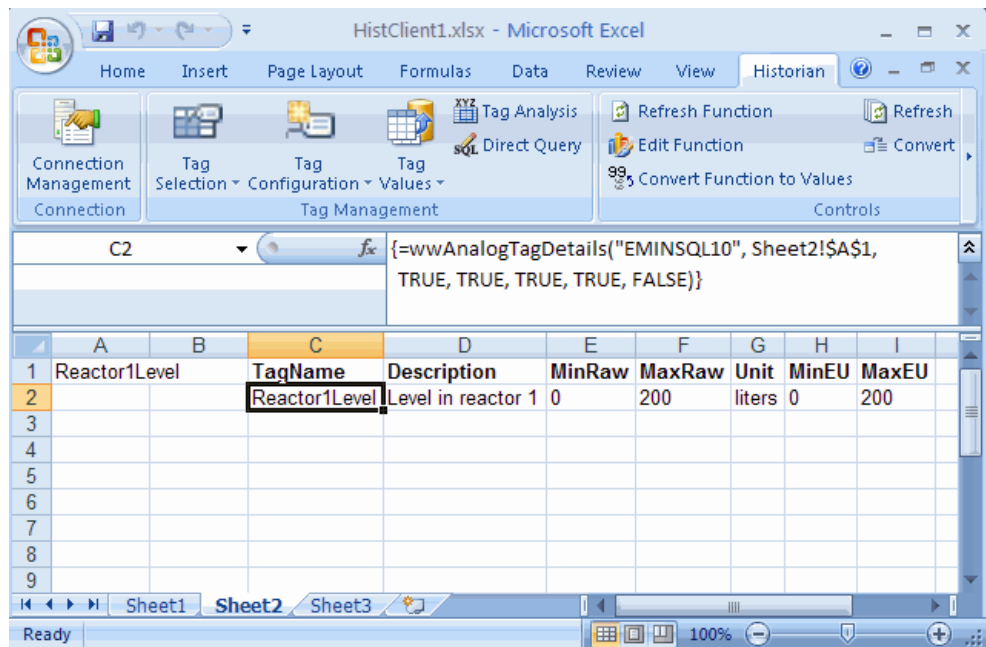 HistClient1.xlsx - Microsoft Excel
Home Insert Page Layout Formulas Data Review View Historian
Connection Management
Connection
Tag Selection
Tag Configuration
Tag Values
XYZ Tag Analysis
SQL Direct Query
Tag Management
Refresh Function
Edit Function
99 Convert Function to Values
Refresh
Convert
Controls
C2 fx {=wwAnalogTagDetails("EMINSQL10", Sheet2!$A$1,
TRUE, TRUE, TRUE, TRUE, FALSE)}
A B C D E F G H I
1 Reactor1Level TagName Description MinRaw MaxRaw Unit MinEU MaxEU
2 Reactor1Level Level in reactor 1 0 200 liters 0 200
3
4
5
6
7
8
9
Sheet1 Sheet2 Sheet3
Ready 100%